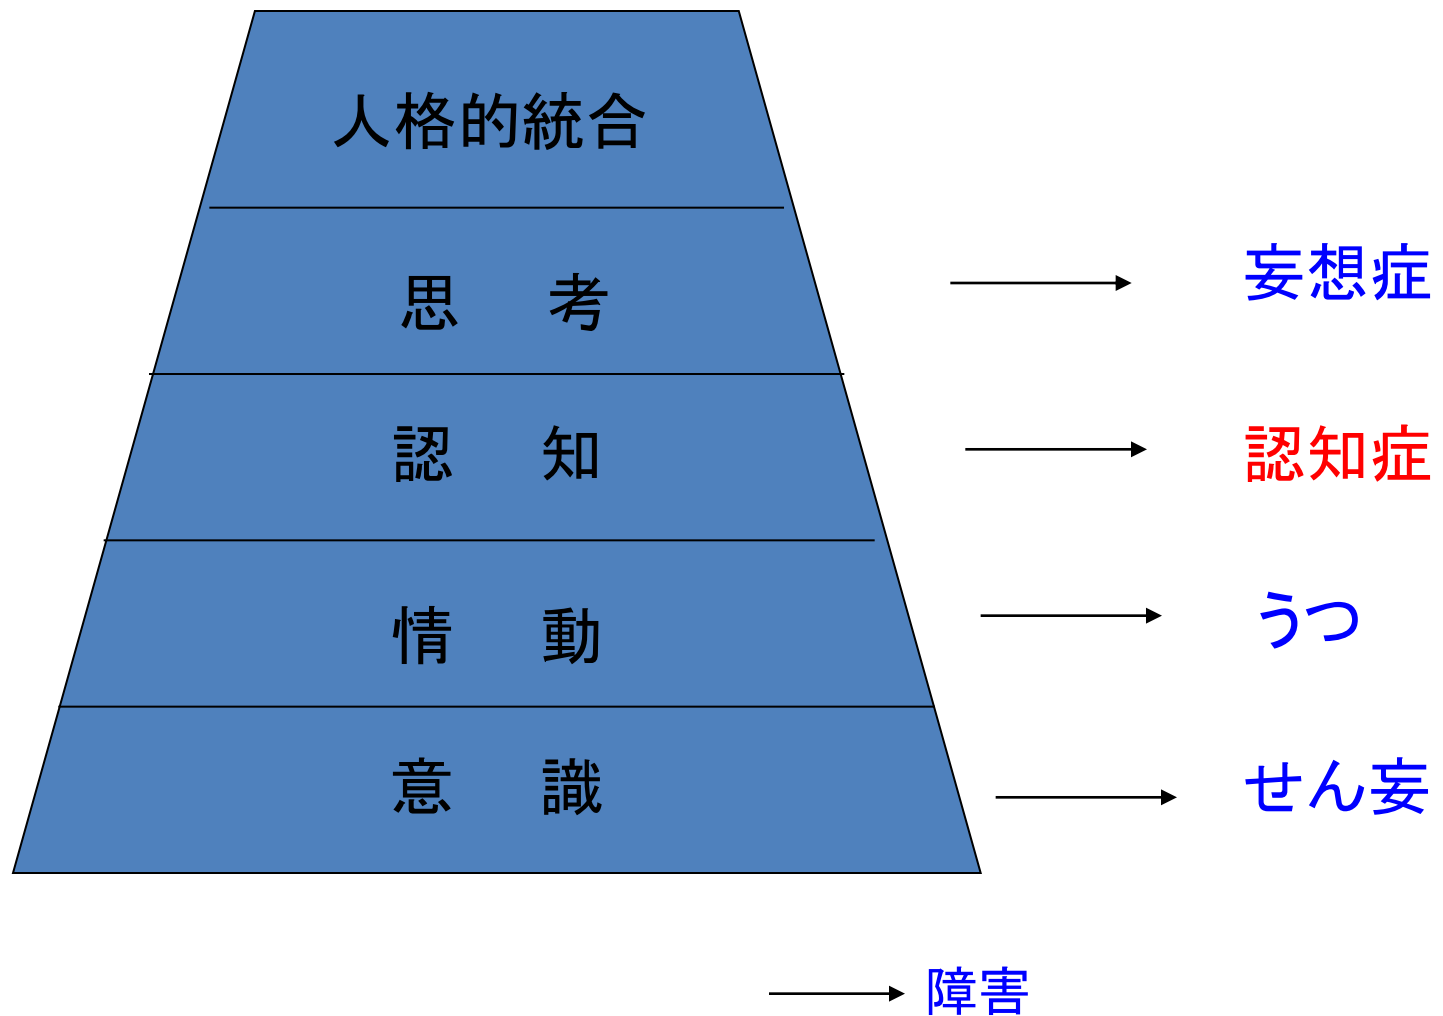 人格的統合
思考 妄想症
認知 認知症
情動 うつ
意識 せん妄
障害